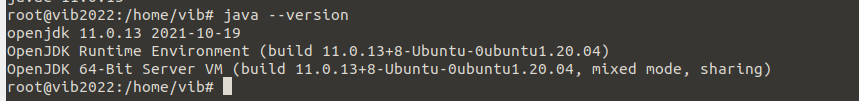 root@vib2022:/home/vib# java --version
openjdk 11.0.13 2021-10-19
OpenJDK Runtime Environment (build 11.0.13+8-Ubuntu-0ubuntu1.20.04)
OpenJDK 64-Bit Server VM (build 11.0.13+8-Ubuntu-0ubuntu1.20.04, mixed mode, sharing)
root@vib2022:/home/vib#